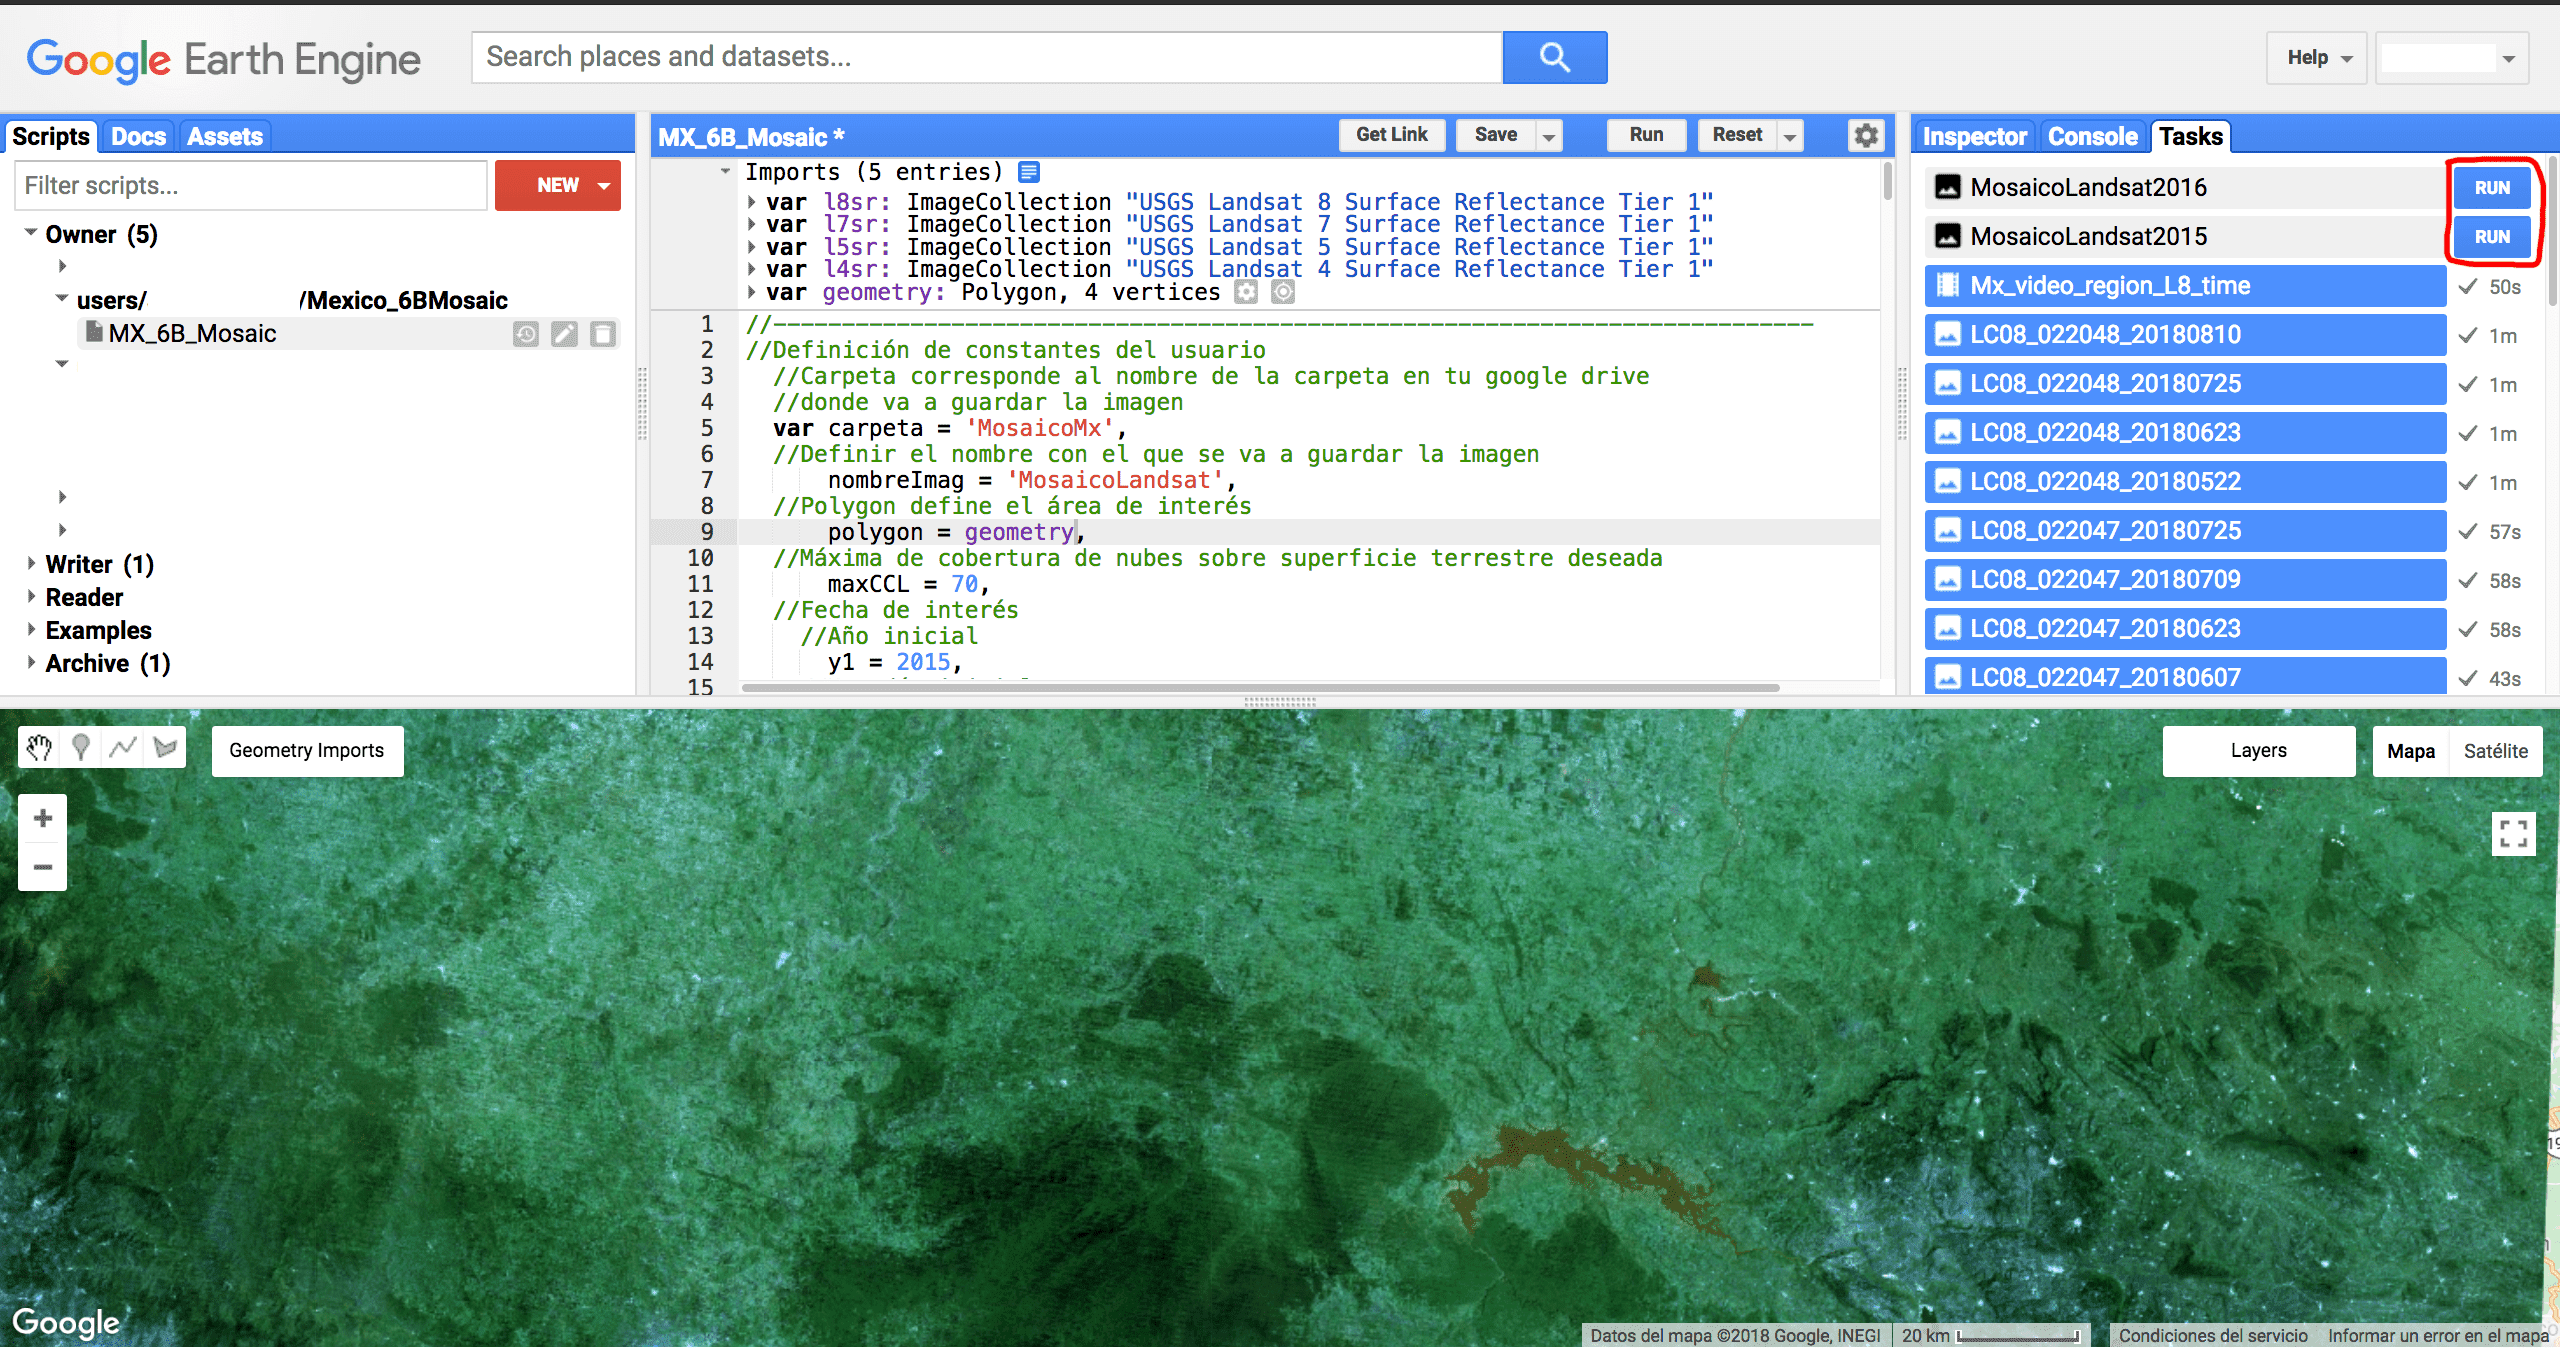 Google Earth Engine
Search places and datasets...
Help
Scripts Docs Assets
Filter scripts...
NEW
Owner (5)
users/ /Mexico_6BMosaic
MX_6B_Mosaic
Writer (1)
Reader
Examples
Archive (1)
MX_6B_Mosaic *
Get Link Save Run Reset
Imports (5 entries)
var l8sr: ImageCollection "USGS Landsat 8 Surface Reflectance Tier 1"
var l7sr: ImageCollection "USGS Landsat 7 Surface Reflectance Tier 1"
var l5sr: ImageCollection "USGS Landsat 5 Surface Reflectance Tier 1"
var l4sr: ImageCollection "USGS Landsat 4 Surface Reflectance Tier 1"
var geometry: Polygon, 4 vertices
1 //----------------------------------------------------------------------------
2 //Definición de constantes del usuario
3 //Carpeta corresponde al nombre de la carpeta en tu google drive
4 //donde va a guardar la imagen
5 var carpeta = 'MosaicoMx',
6 //Definir el nombre con el que se va a guardar la imagen
7 nombreImag = 'MosaicoLandsat',
8 //Polygon define el área de interés
9 polygon = geometry,
10 //Máxima de cobertura de nubes sobre superficie terrestre deseada
11 maxCCL = 70,
12 //Fecha de interés
13 //Año inicial
14 y1 = 2015,
15
Inspector Console Tasks
MosaicoLandsat2016 RUN
MosaicoLandsat2015 RUN
Mx_video_region_L8_time 50s
LC08_022048_20180810 1m
LC08_022048_20180725 1m
LC08_022048_20180623 1m
LC08_022048_20180522 1m
LC08_022047_20180725 57s
LC08_022047_20180709 58s
LC08_022047_20180623 58s
LC08_022047_20180607 43s
Geometry Imports
Layers
Mapa Satélite
+
−
Google
Datos del mapa ©2018 Google, INEGI 20 km Condiciones del servicio Informar un error en el mapa